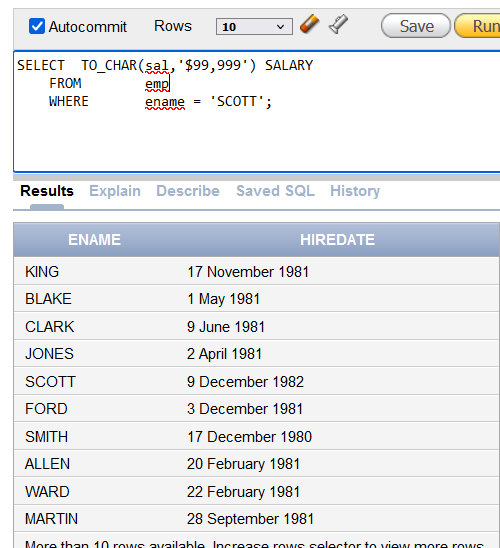 Autocommit Rows 10 Save Run
SELECT TO_CHAR(sal,'$99,999') SALARY
FROM emp
WHERE ename = 'SCOTT';
Results Explain Describe Saved SQL History
ENAME HIREDATE
KING 17 November 1981
BLAKE 1 May 1981
CLARK 9 June 1981
JONES 2 April 1981
SCOTT 9 December 1982
FORD 3 December 1981
SMITH 17 December 1980
ALLEN 20 February 1981
WARD 22 February 1981
MARTIN 28 September 1981
More than 10 rows available. Increase rows selector to view more rows.